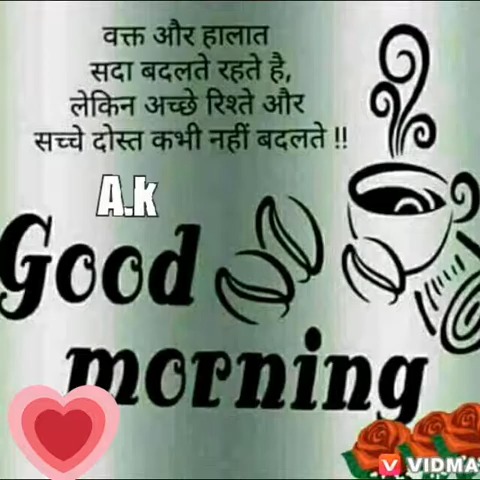 वक्त और हालात
सदा बदलते रहते है,
लेकिन अच्छे रिश्ते और
सच्चे दोस्त कभी नहीं बदलते !!
A.k
Good
morning
VIDMA